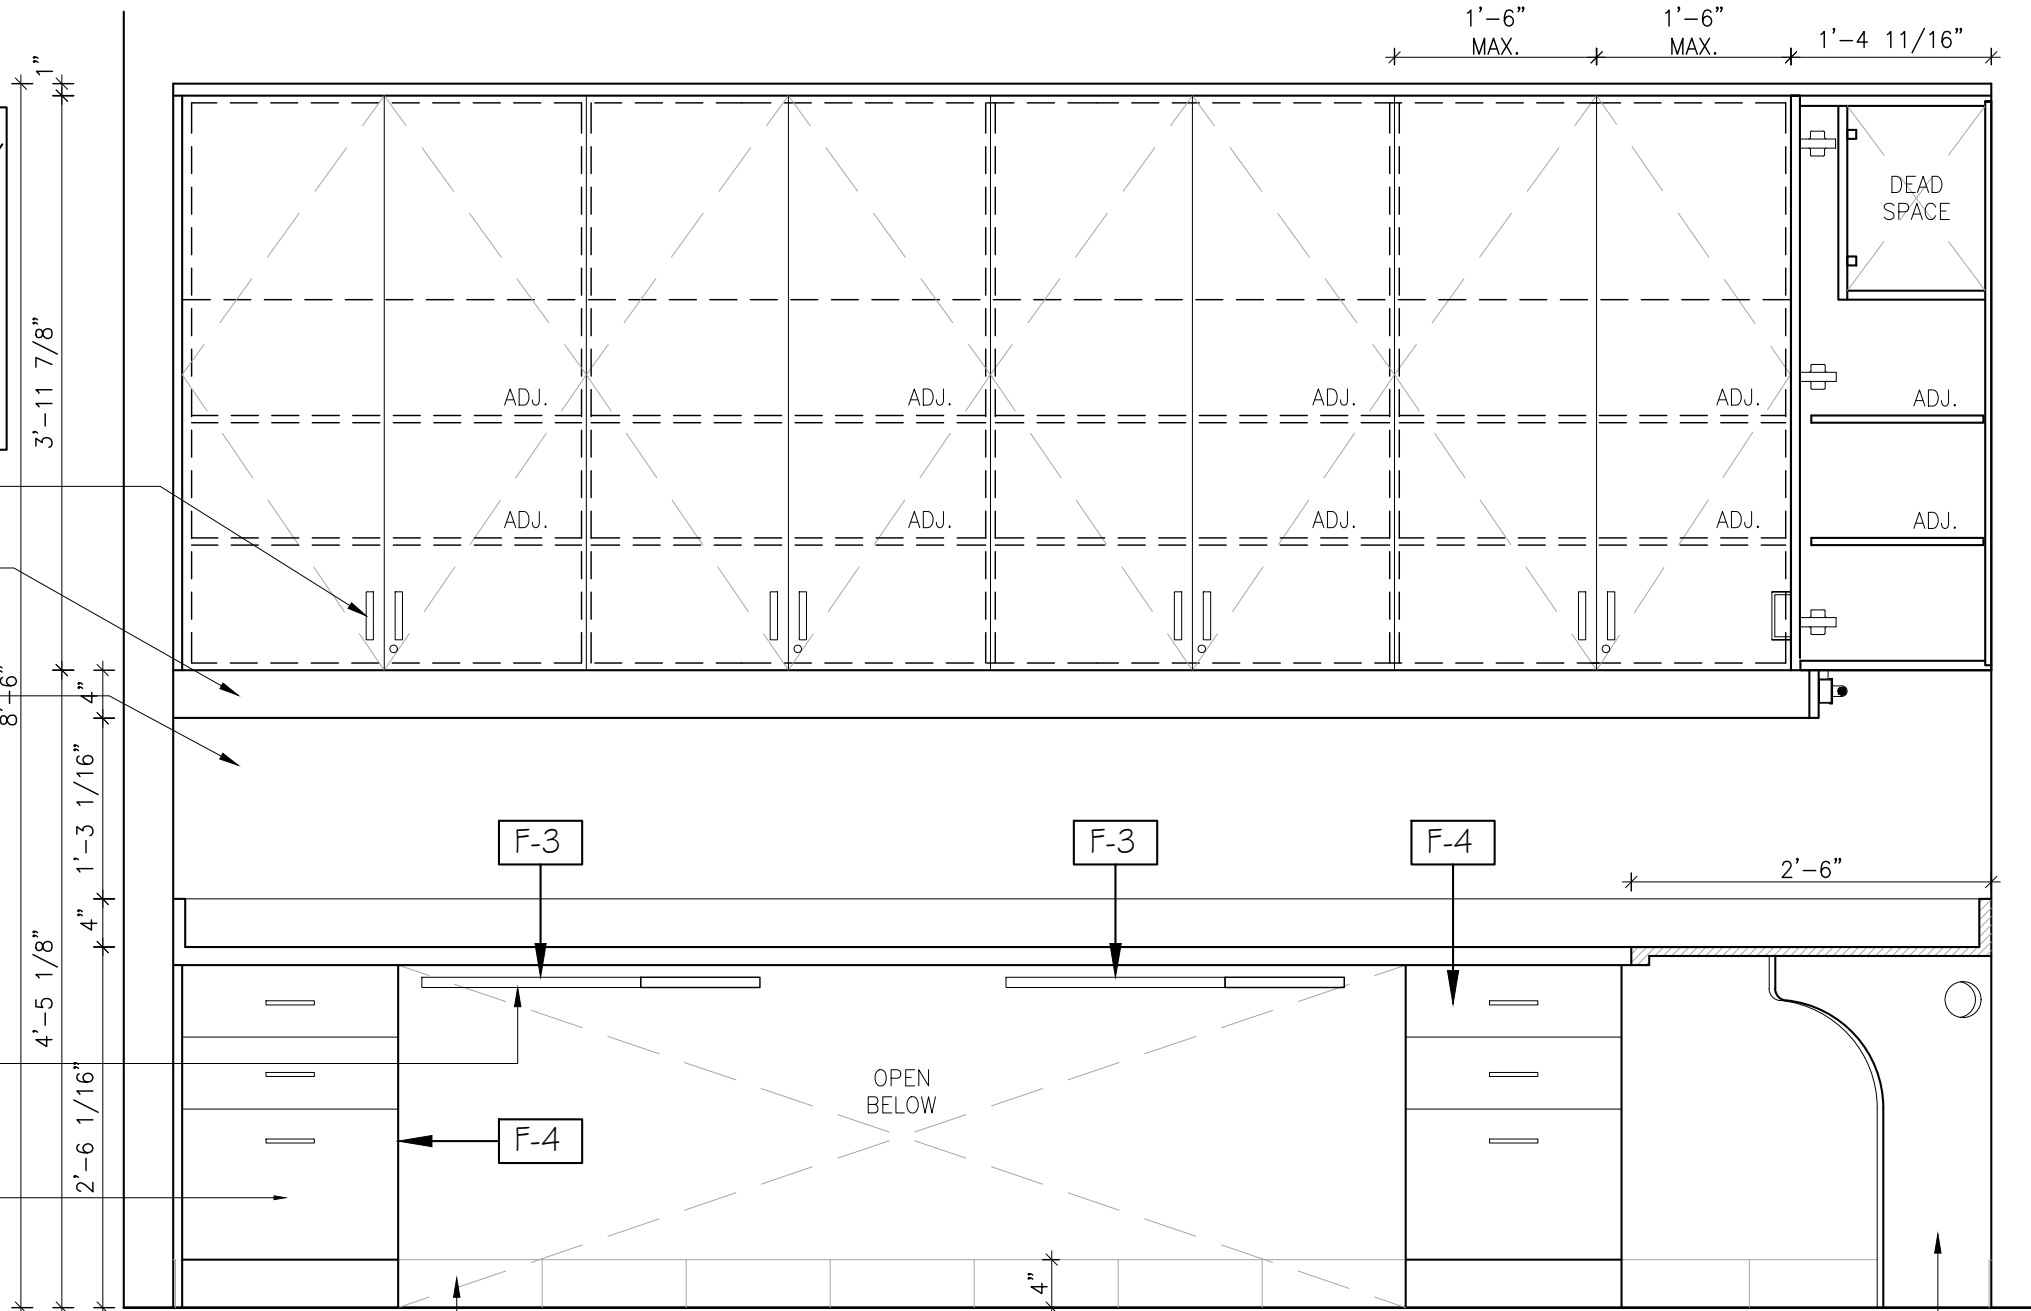 1'-6"
MAX.
1'-6"
MAX.
1'-4 11/16"
1"
DEAD
SPACE
3'-11 7/8"
ADJ.
ADJ.
ADJ.
ADJ.
ADJ.
ADJ.
ADJ.
ADJ.
ADJ.
ADJ.
8'-6"
4"
1'-3 1/16"
F-3
F-3
F-4
2'-6"
4"
4'-5 1/8"
OPEN
BELOW
2'-6 1/16"
F-4
4"